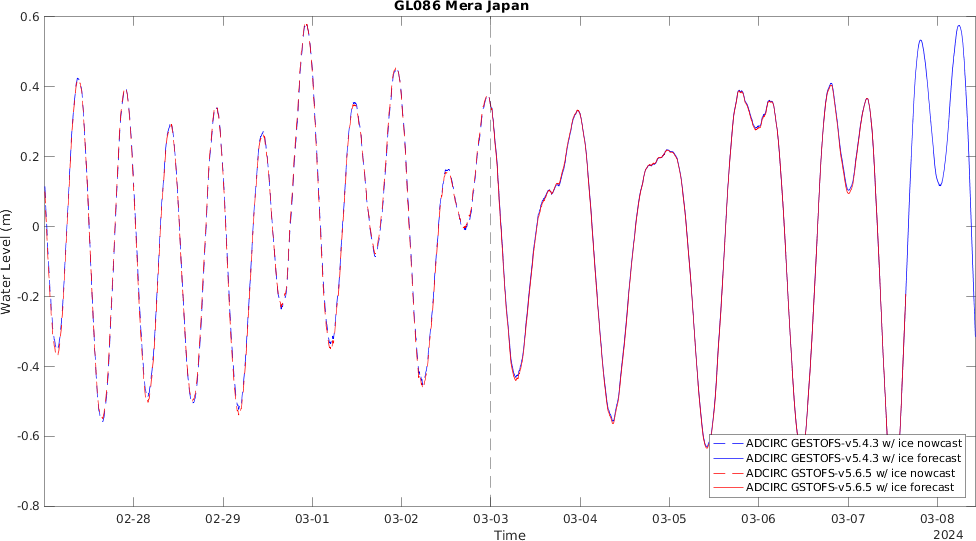 GL086 Mera Japan
0.6
0.4
0.2
0
-0.2
-0.4
-0.6
-0.8
Water Level (m)
ADCIRC GESTOFS-v5.4.3 w/ ice nowcast
ADCIRC GESTOFS-v5.4.3 w/ ice forecast
ADCIRC GSTOFS-v5.6.5 w/ ice nowcast
ADCIRC GSTOFS-v5.6.5 w/ ice forecast
02-28 02-29 03-01 03-02 03-03 03-04 03-05 03-06 03-07 03-08
Time
2024